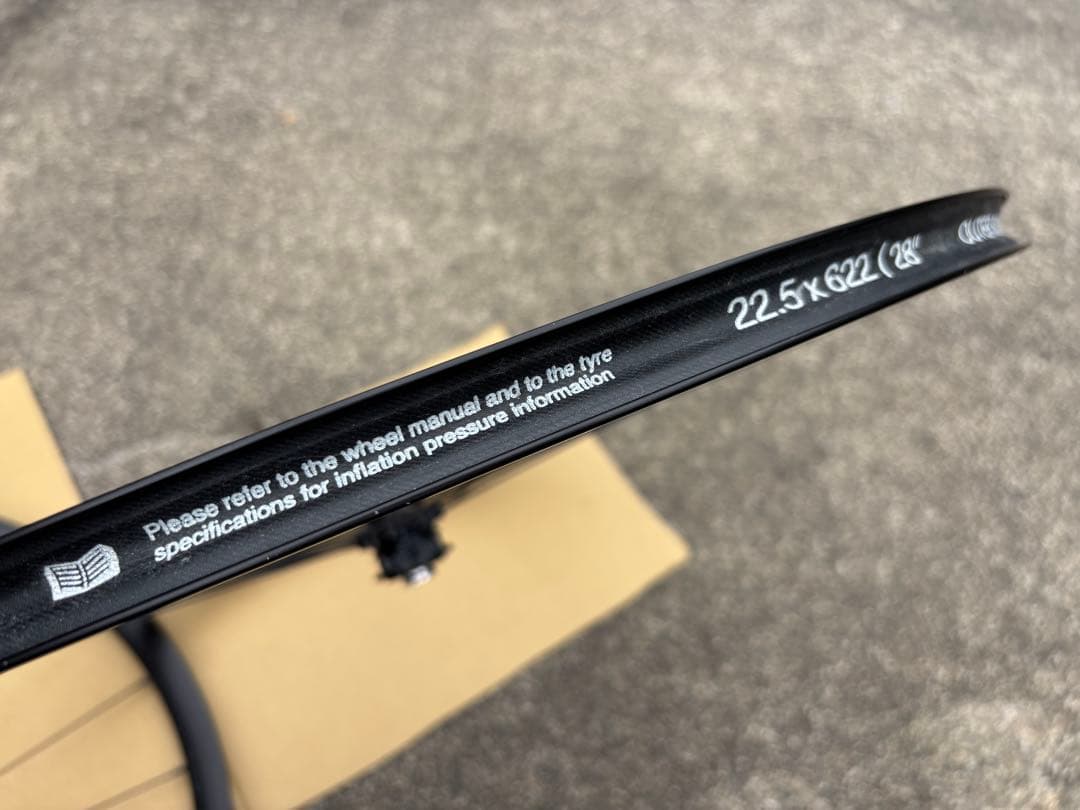 Please refer to the wheel manual and to the tyre
specifications for inflation pressure information
22.5 x 622 (28"